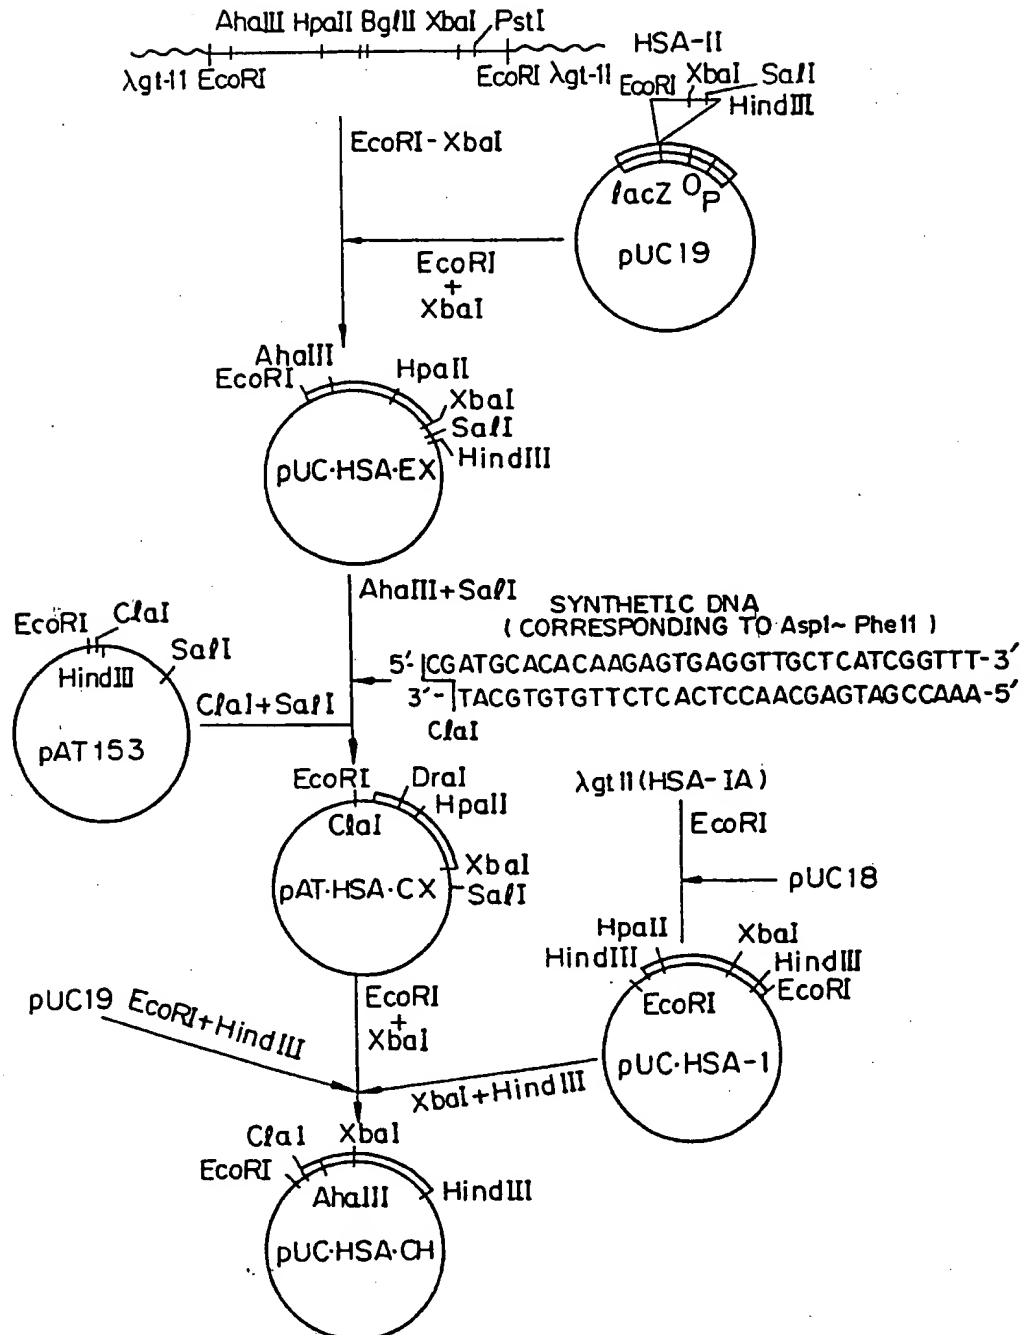 AhaIII HpaII BglII XbaI PstI
λgt-11 EcoRI
EcoRI λgt-11
HSA-II
EcoRI XbaI SalI
HindIII
EcoRI-XbaI
lacZ O P
pUC19
EcoRI
+
XbaI
AhaIII
EcoRI
HpaII
XbaI
SalI
HindIII
pUC·HSA·EX
AhaIII+SalI
SYNTHETIC DNA
( CORRESPONDING TO Asp1~ Phe11 )
5'- CGATGCACACAAGAGTGAGGTTGCTCATCGGTTT-3'
3'- TACGTGTGTTCTCACTCCAACGAGTAGCCAAA-5'
ClaI
EcoRI ClaI
SalI
HindIII
pAT153
ClaI+SalI
EcoRI DraI
HpaII
ClaI
XbaI
SalI
pAT·HSA·CX
λgt11(HSA-IA)
EcoRI
pUC18
HpaII
HindIII
XbaI
HindIII
EcoRI
EcoRI
pUC·HSA-1
EcoRI
+
XbaI
pUC19 EcoRI+HindIII
XbaI+HindIII
ClaI XbaI
EcoRI
AhaIII
HindIII
pUC·HSA·CH